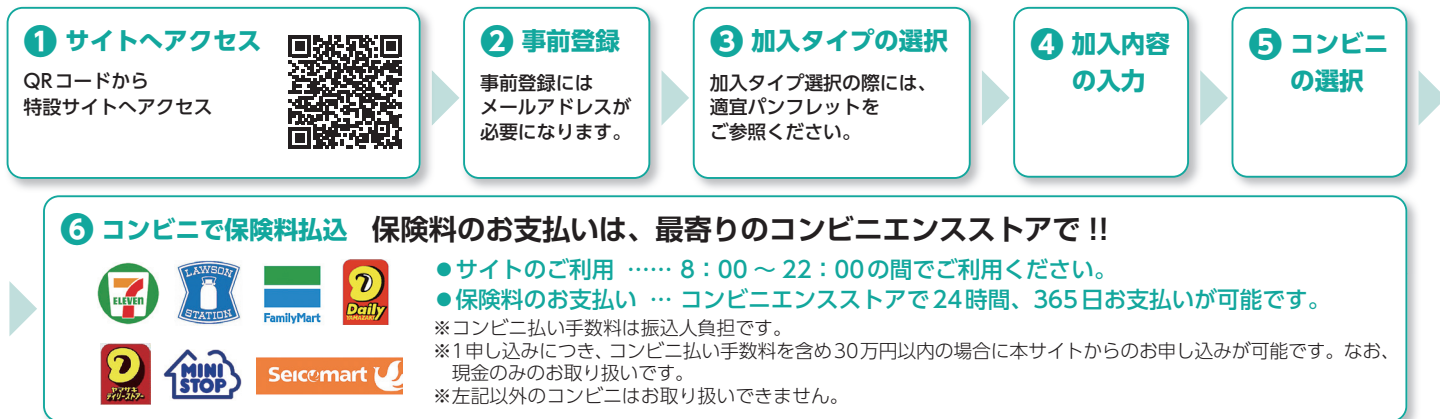 ❶ サイトへアクセス
QRコードから
特設サイトへアクセス
❷ 事前登録
事前登録には
メールアドレスが
必要になります。
❸ 加入タイプの選択
加入タイプ選択の際には、
適宜パンフレットを
ご参照ください。
❹ 加入内容
の入力
❺ コンビニ
の選択
❻ コンビニで保険料払込 保険料のお支払いは、最寄りのコンビニエンスストアで!!
7
ELEVEN
LAWSON
STATION
FamilyMart
Daily
YAMAZAKI
ヤマザキ
デイリーストアー
MINI
STOP
Seicomart
●サイトのご利用 …… 8:00 ~ 22:00の間でご利用ください。
●保険料のお支払い … コンビニエンスストアで24時間、365日お支払いが可能です。
※コンビニ払い手数料は振込人負担です。
※1申し込みにつき、コンビニ払い手数料を含め30万円以内の場合に本サイトからのお申し込みが可能です。なお、
現金のみのお取り扱いです。
※左記以外のコンビニはお取り扱いできません。